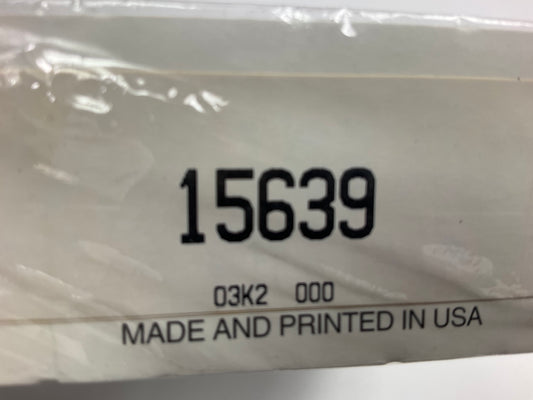 15639
03K2 000
MADE AND PRINTED IN USA